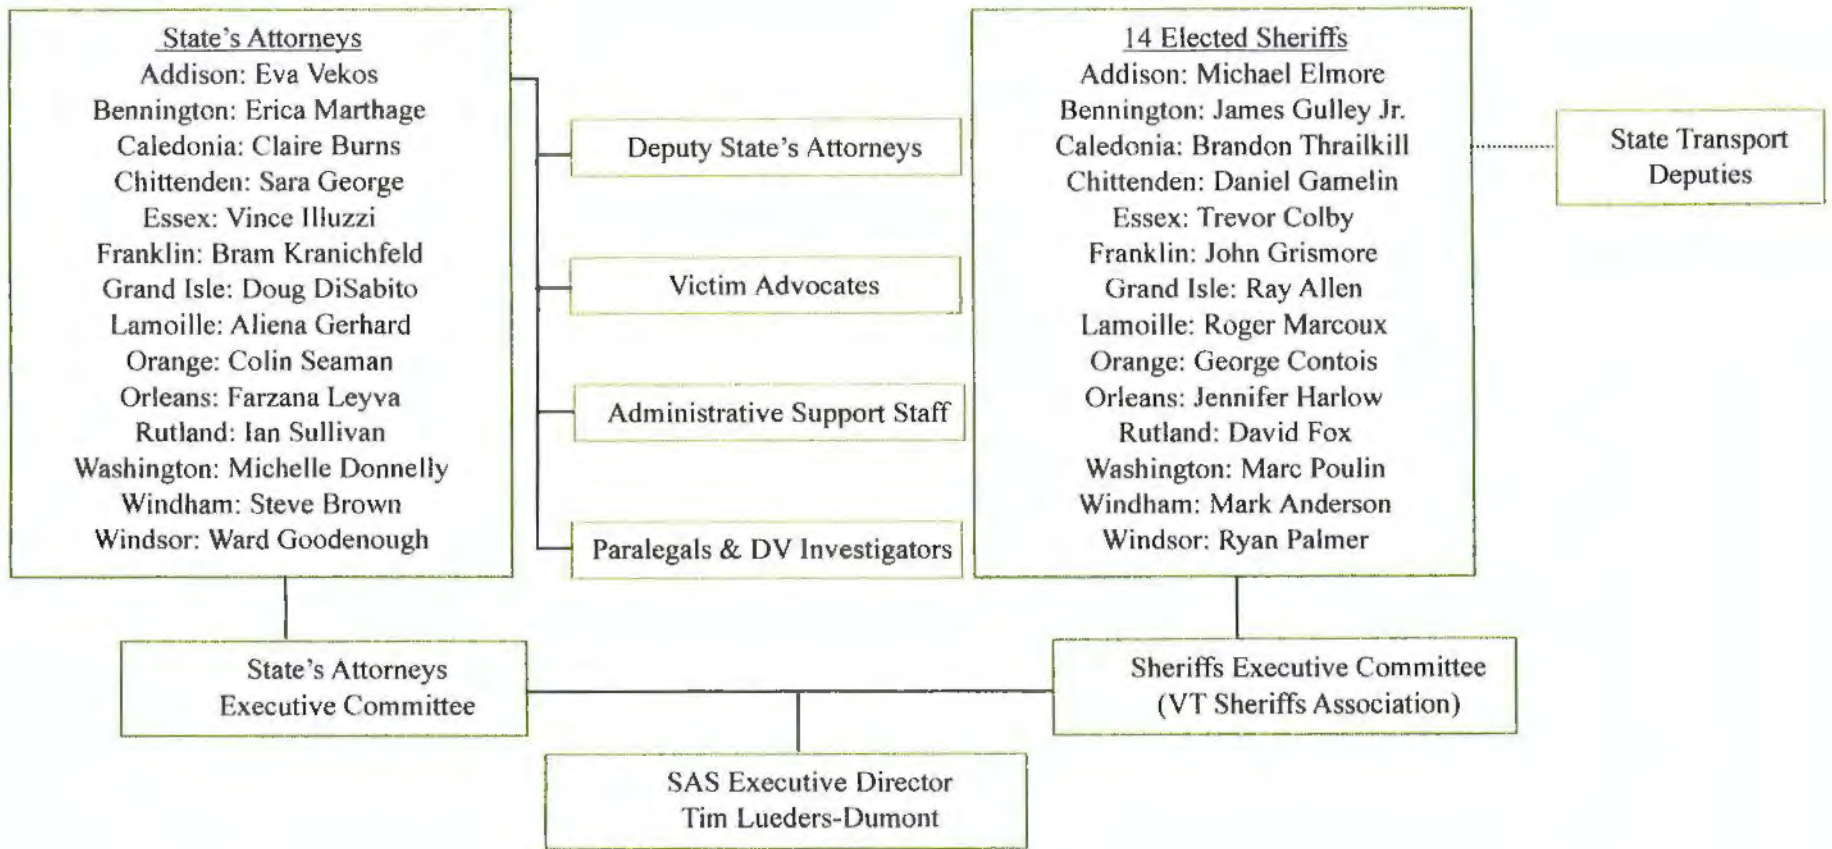 State's Attorneys
Addison: Eva Vekos
Bennington: Erica Marthage
Caledonia: Claire Burns
Chittenden: Sara George
Essex: Vince Illuzzi
Franklin: Bram Kranichfeld
Grand Isle: Doug DiSabito
Lamoille: Aliena Gerhard
Orange: Colin Seaman
Orleans: Farzana Leyva
Rutland: Ian Sullivan
Washington: Michelle Donnelly
Windham: Steve Brown
Windsor: Ward Goodenough
Deputy State's Attorneys
Victim Advocates
Administrative Support Staff
Paralegals & DV Investigators
14 Elected Sheriffs
Addison: Michael Elmore
Bennington: James Gulley Jr.
Caledonia: Brandon Thrailkill
Chittenden: Daniel Gamelin
Essex: Trevor Colby
Franklin: John Grismore
Grand Isle: Ray Allen
Lamoille: Roger Marcoux
Orange: George Contois
Orleans: Jennifer Harlow
Rutland: David Fox
Washington: Marc Poulin
Windham: Mark Anderson
Windsor: Ryan Palmer
State Transport
Deputies
State's Attorneys
Executive Committee
Sheriffs Executive Committee
(VT Sheriffs Association)
SAS Executive Director
Tim Lueders-Dumont